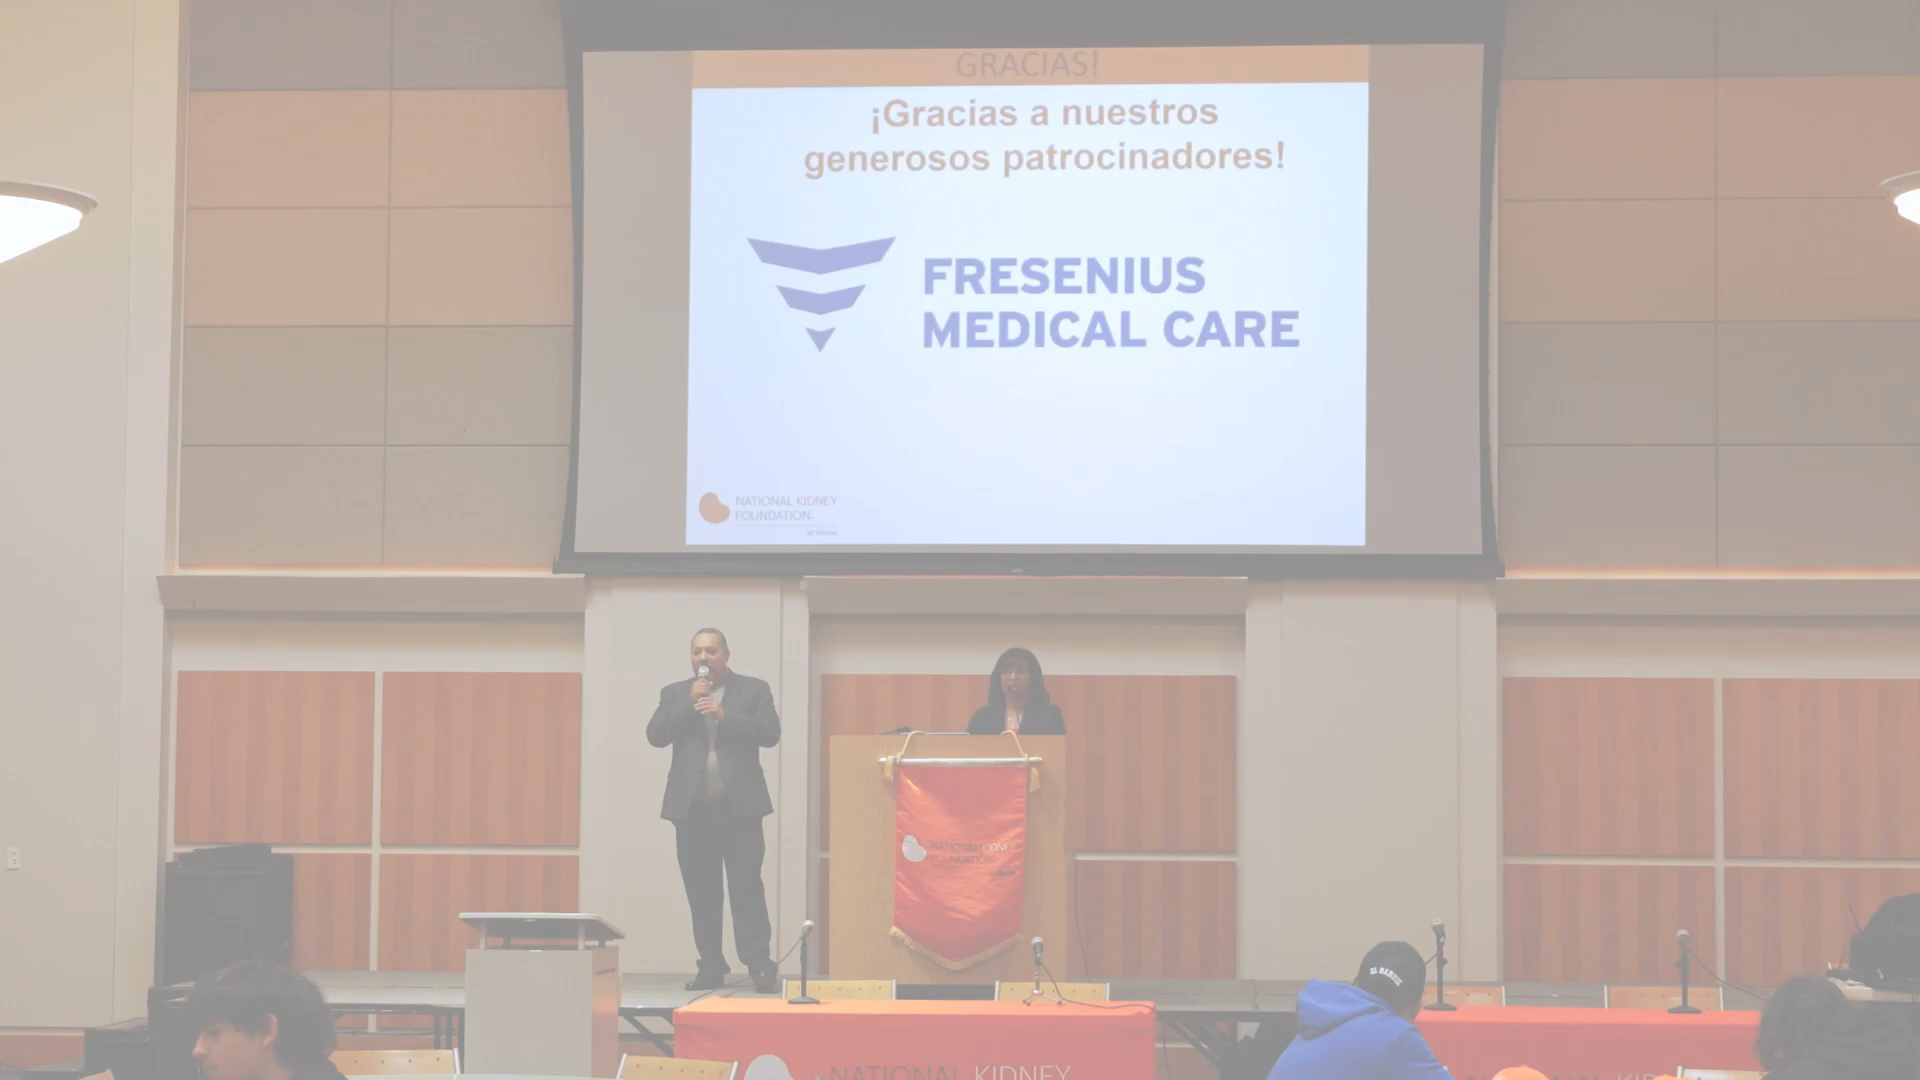 GRACIAS!
¡Gracias a nuestros
generosos patrocinadores!
FRESENIUS
MEDICAL CARE
NATIONAL KIDNEY
FOUNDATION.
NATIONAL KIDNEY
FOUNDATION.
NATIONAL KIDNEY